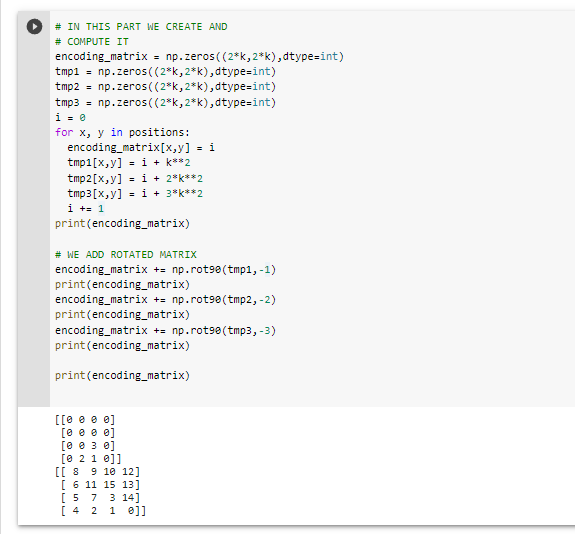 # IN THIS PART WE CREATE AND
# COMPUTE IT
encoding_matrix = np.zeros((2*k,2*k),dtype=int)
tmp1 = np.zeros((2*k,2*k),dtype=int)
tmp2 = np.zeros((2*k,2*k),dtype=int)
tmp3 = np.zeros((2*k,2*k),dtype=int)
i = 0
for x, y in positions:
  encoding_matrix[x,y] = i
  tmp1[x,y] = i + k**2
  tmp2[x,y] = i + 2*k**2
  tmp3[x,y] = i + 3*k**2
  i += 1
print(encoding_matrix)

# WE ADD ROTATED MATRIX
encoding_matrix += np.rot90(tmp1,-1)
print(encoding_matrix)
encoding_matrix += np.rot90(tmp2,-2)
print(encoding_matrix)
encoding_matrix += np.rot90(tmp3,-3)
print(encoding_matrix)

print(encoding_matrix)

[[0 0 0 0]
 [0 0 0 0]
 [0 0 3 0]
 [0 2 1 0]]
[[ 8  9 10 12]
 [ 6 11 15 13]
 [ 5  7  3 14]
 [ 4  2  1  0]]